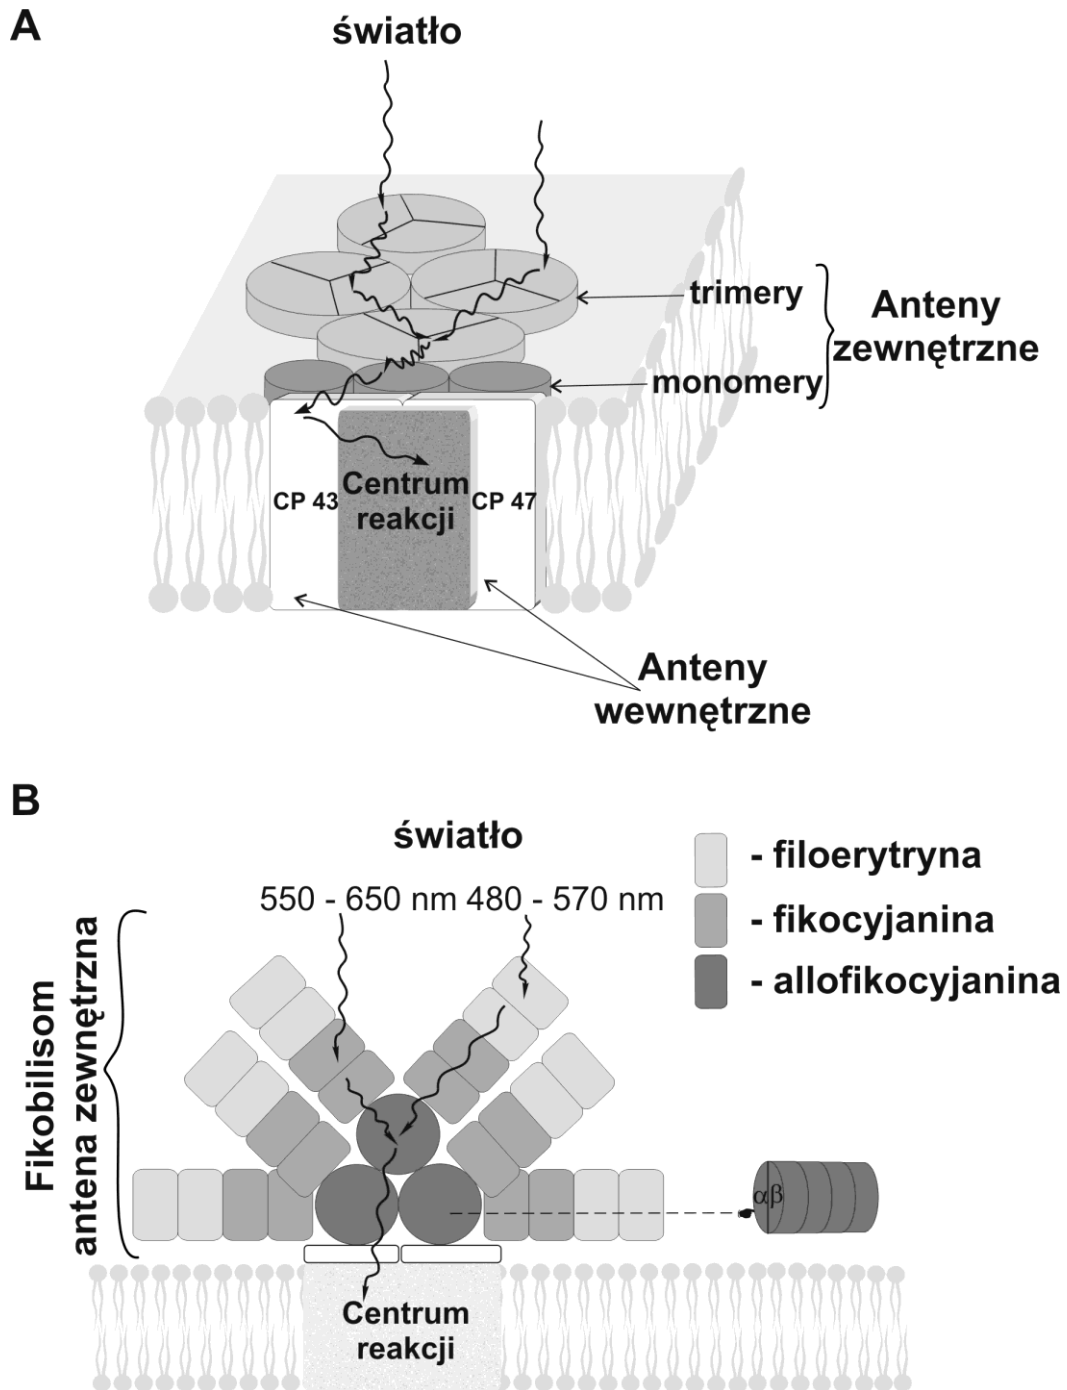 A
światło
trimery
Anteny
zewnętrzne
monomery
CP 43
Centrum
reakcji
CP 47
Anteny
wewnętrzne
B
światło
550 - 650 nm 480 - 570 nm
- filoerytryna
- fikocyjanina
- allofikocyjanina
Fikobilisom
antena zewnętrzna
αβ
Centrum
reakcji